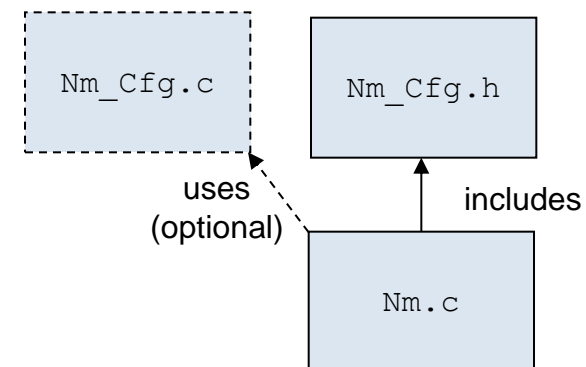 Nm_Cfg.c
Nm_Cfg.h
uses
(optional)
includes
Nm.c